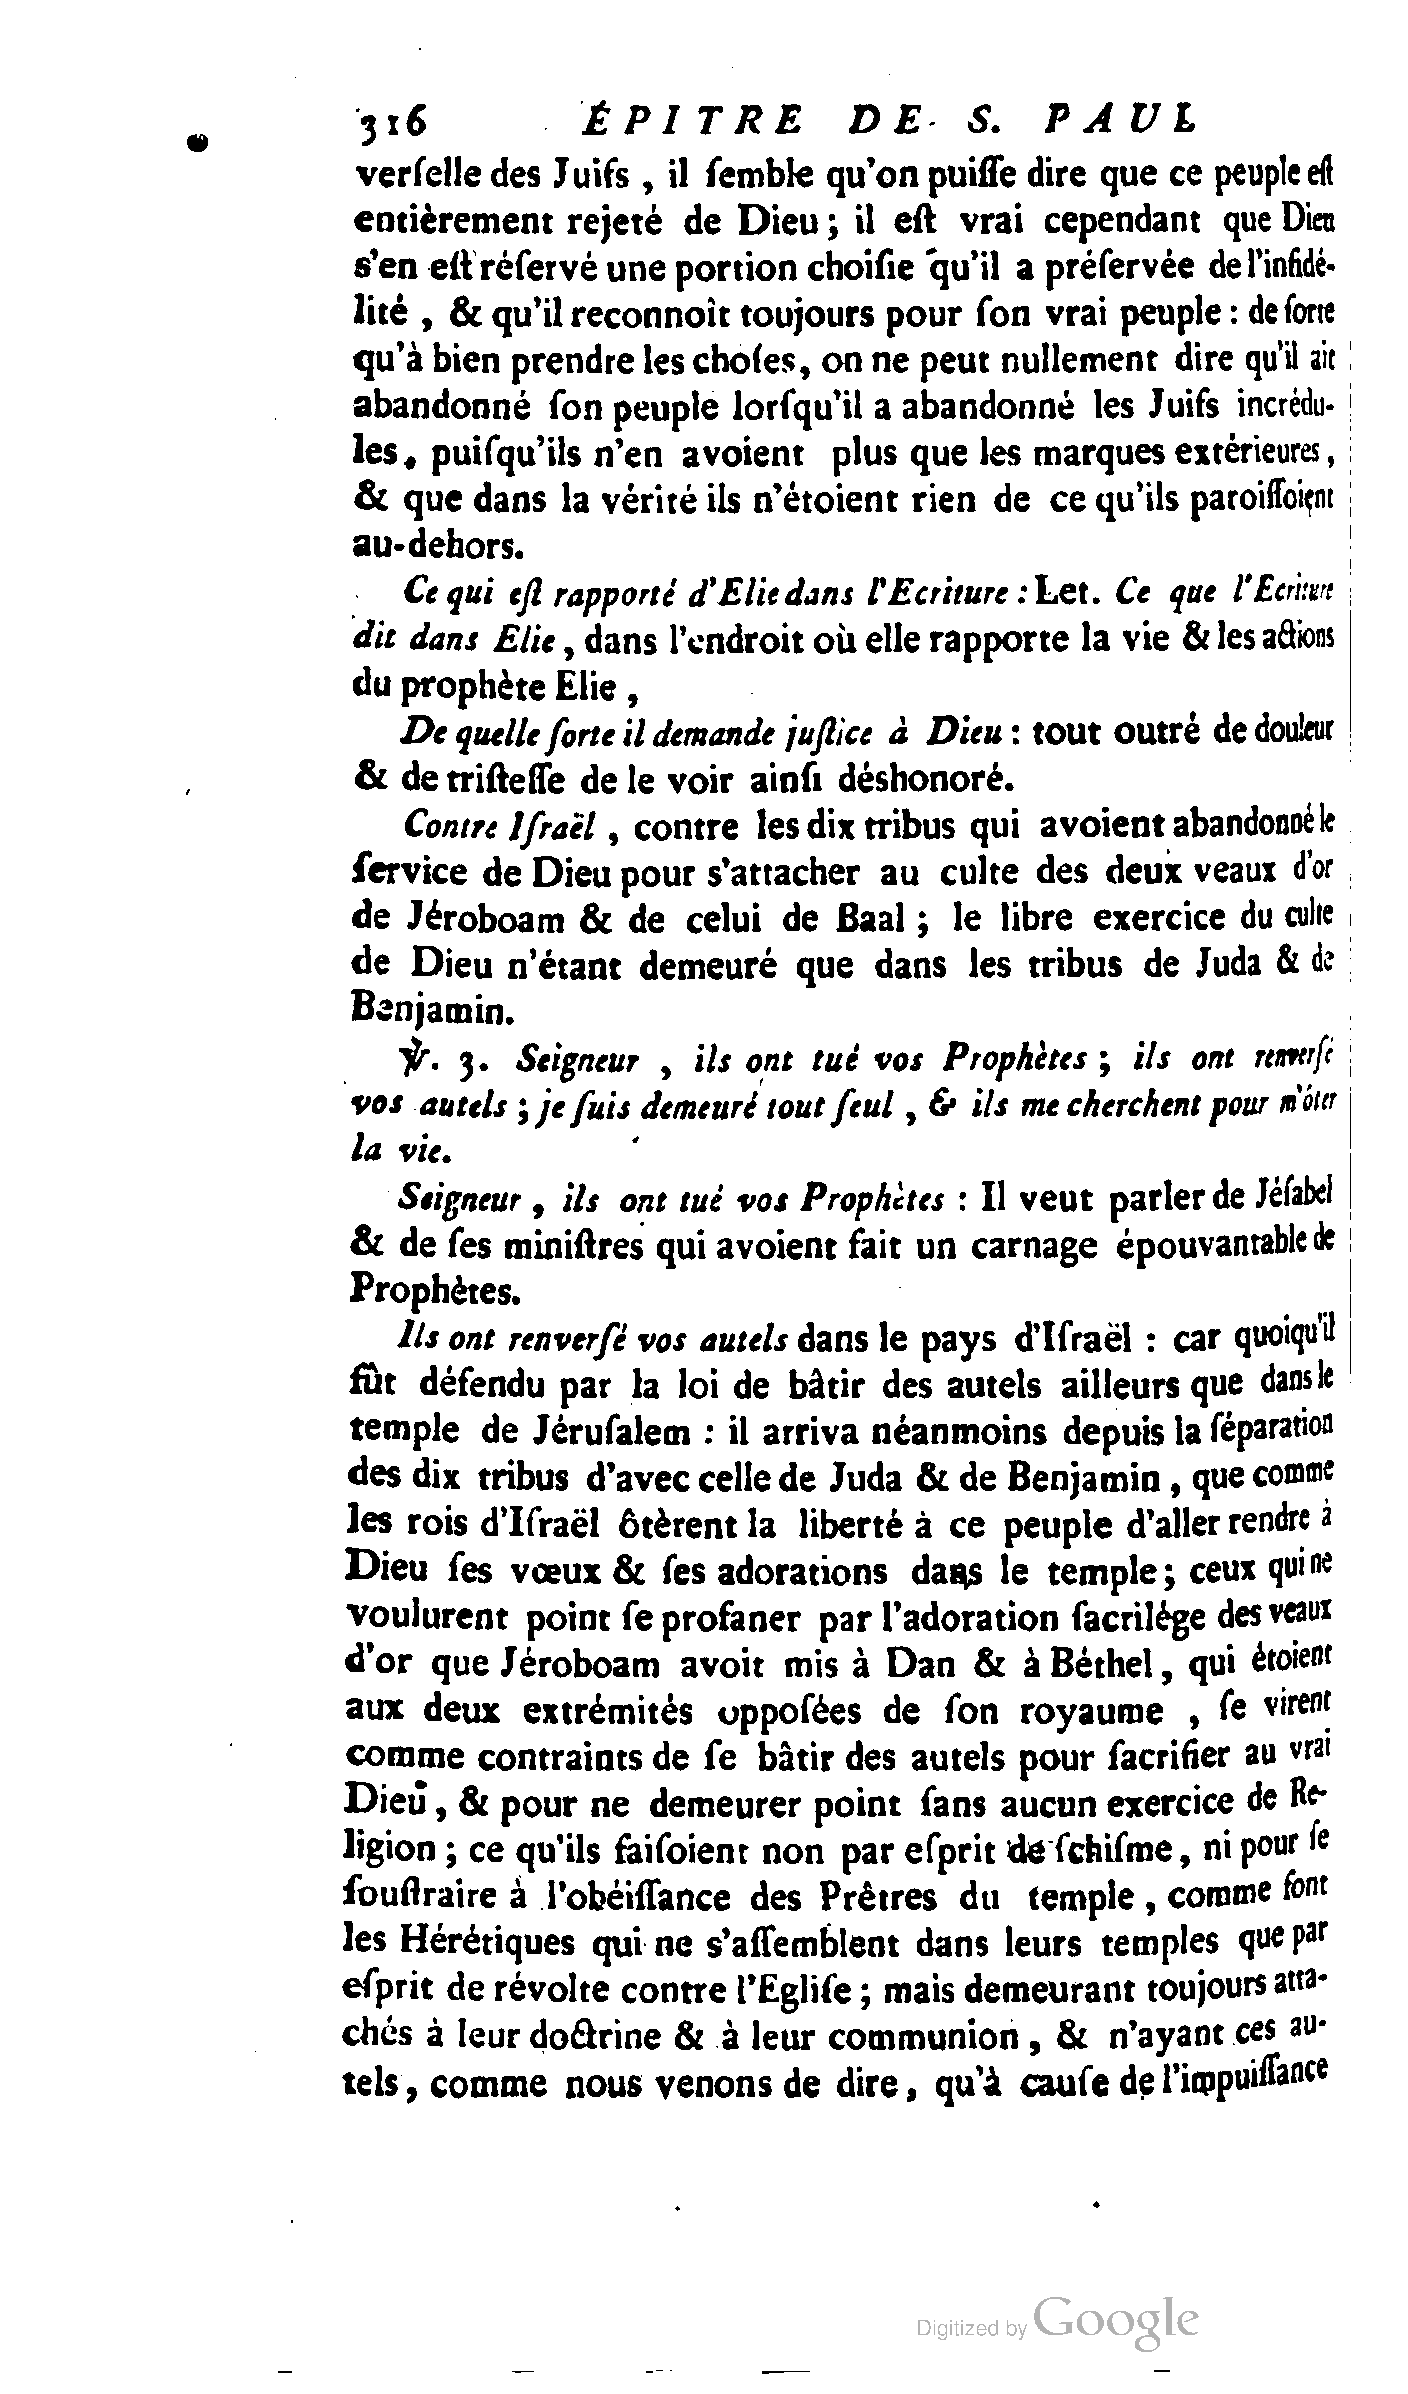 316 ÉPITRE DE S. PAUL
verſelle des Juifs , il ſemble qu'on puiſſe dire que ce peuple eſt
entièrement rejeté de Dieu ; il eſt vrai cependant que Dieu
s'en eſt réſervé une portion choiſie qu'il a préſervée de l'infidé-
lité , & qu'il reconnoît toujours pour ſon vrai peuple : de ſorte
qu'à bien prendre les choſes, on ne peut nullement dire qu'il ait
abandonné ſon peuple lorſqu'il a abandonné les Juifs incrédu-
les, puiſqu'ils n'en avoient plus que les marques extérieures ,
& que dans la vérité ils n'étoient rien de ce qu'ils paroiſſoient
au-dehors.
Ce qui eſt rapporté d'Elie dans l'Ecriture : Let. Ce que l'Ecriture
dit dans Elie , dans l'endroit où elle rapporte la vie & les actions
du prophète Elie ,
De quelle ſorte il demande juſtice à Dieu : tout outré de douleur
& de triſteſſe de le voir ainſi déshonoré.
Contre Iſraël , contre les dix tribus qui avoient abandonné le
ſervice de Dieu pour s'attacher au culte des deux veaux d'or
de Jéroboam & de celui de Baal ; le libre exercice du culte
de Dieu n'étant demeuré que dans les tribus de Juda & de
Benjamin.
℣. 3. Seigneur , ils ont tué vos Prophètes ; ils ont renverſé
vos autels ; je ſuis demeuré tout ſeul , & ils me cherchent pour m'ôter
la vie.
Seigneur , ils ont tué vos Prophètes : Il veut parler de Jéſabel
& de ſes miniſtres qui avoient fait un carnage épouvantable de
Prophètes.
Ils ont renverſé vos autels dans le pays d'Iſraël : car quoiqu'il
fût défendu par la loi de bâtir des autels ailleurs que dans le
temple de Jéruſalem : il arriva néanmoins depuis la ſéparation
des dix tribus d'avec celle de Juda & de Benjamin , que comme
les rois d'Iſraël ôtèrent la liberté à ce peuple d'aller rendre à
Dieu ſes vœux & ſes adorations dans le temple ; ceux qui ne
voulurent point ſe profaner par l'adoration ſacrilége des veaux
d'or que Jéroboam avoit mis à Dan & à Béthel , qui étoient
aux deux extrémités oppoſées de ſon royaume , ſe virent
comme contraints de ſe bâtir des autels pour ſacrifier au vrai
Dieu , & pour ne demeurer point ſans aucun exercice de Re-
ligion ; ce qu'ils faiſoient non par eſprit de ſchiſme , ni pour ſe
ſouſtraire à l'obéiſſance des Prêtres du temple , comme font
les Hérétiques qui ne s'aſſemblent dans leurs temples que par
eſprit de révolte contre l'Egliſe ; mais demeurant toujours atta-
chés à leur doctrine & à leur communion , & n'ayant ces au-
tels , comme nous venons de dire , qu'à cauſe de l'impuiſſance
Digitized by Google